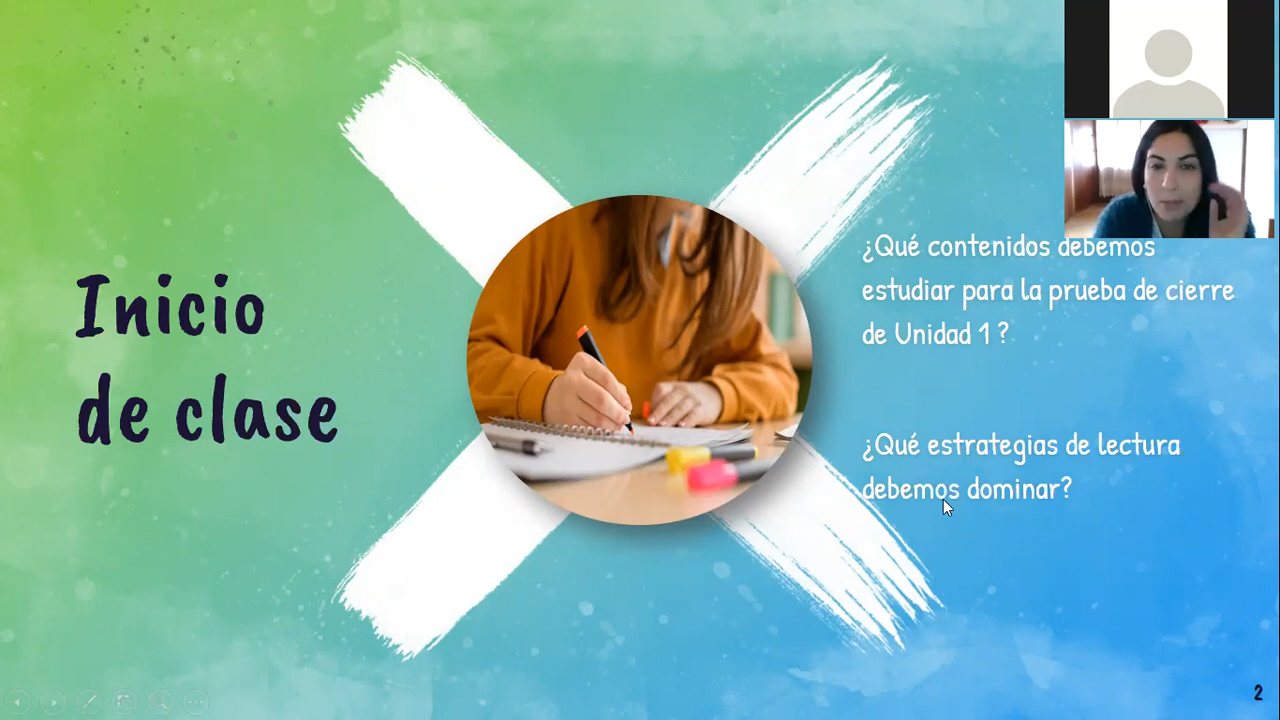 Inicio
de clase
¿Qué contenidos debemos
estudiar para la prueba de cierre
de Unidad 1 ?
¿Qué estrategias de lectura
debemos dominar?
2